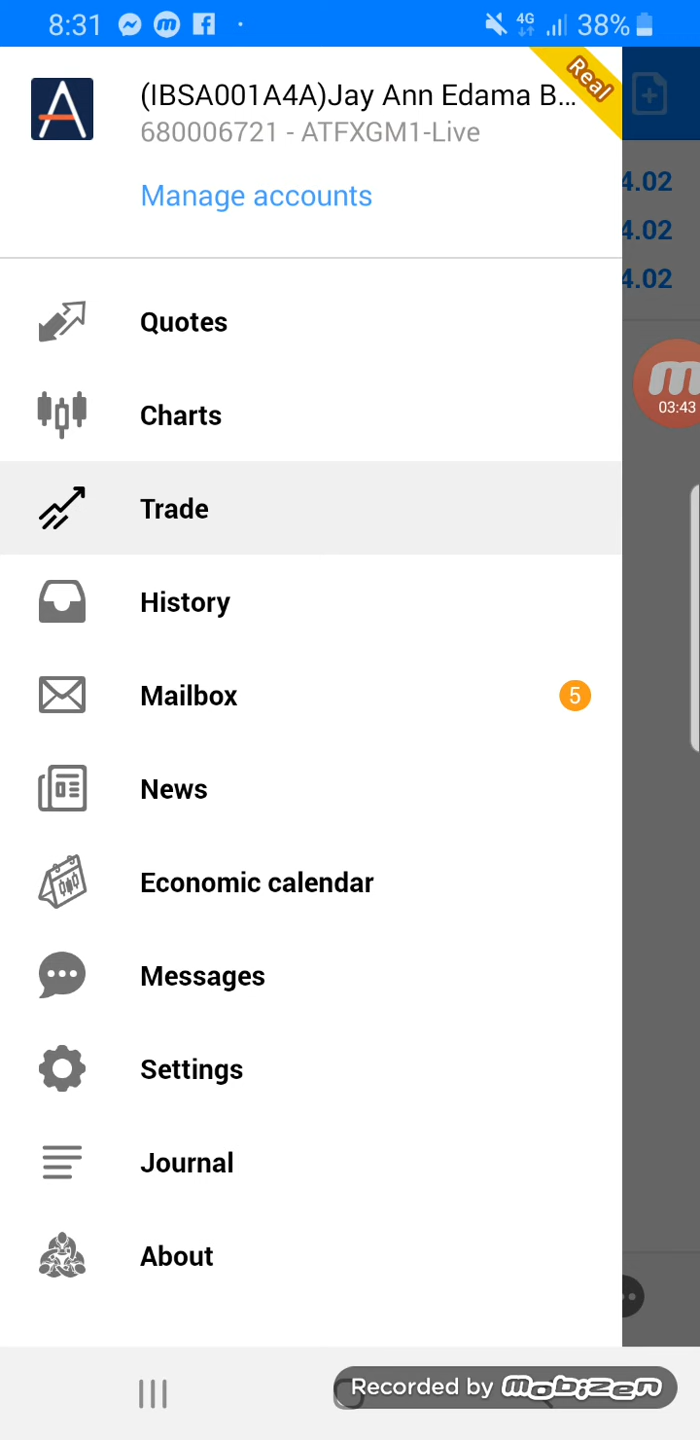 8:31 4G 38%
Real
(IBSA001A4A)Jay Ann Edama B...
680006721 - ATFXGM1-Live
Manage accounts
4.02
4.02
4.02
Quotes
03:43
Charts
Trade
History
Mailbox 5
News
Economic calendar
Messages
Settings
Journal
About
Recorded by mobizen